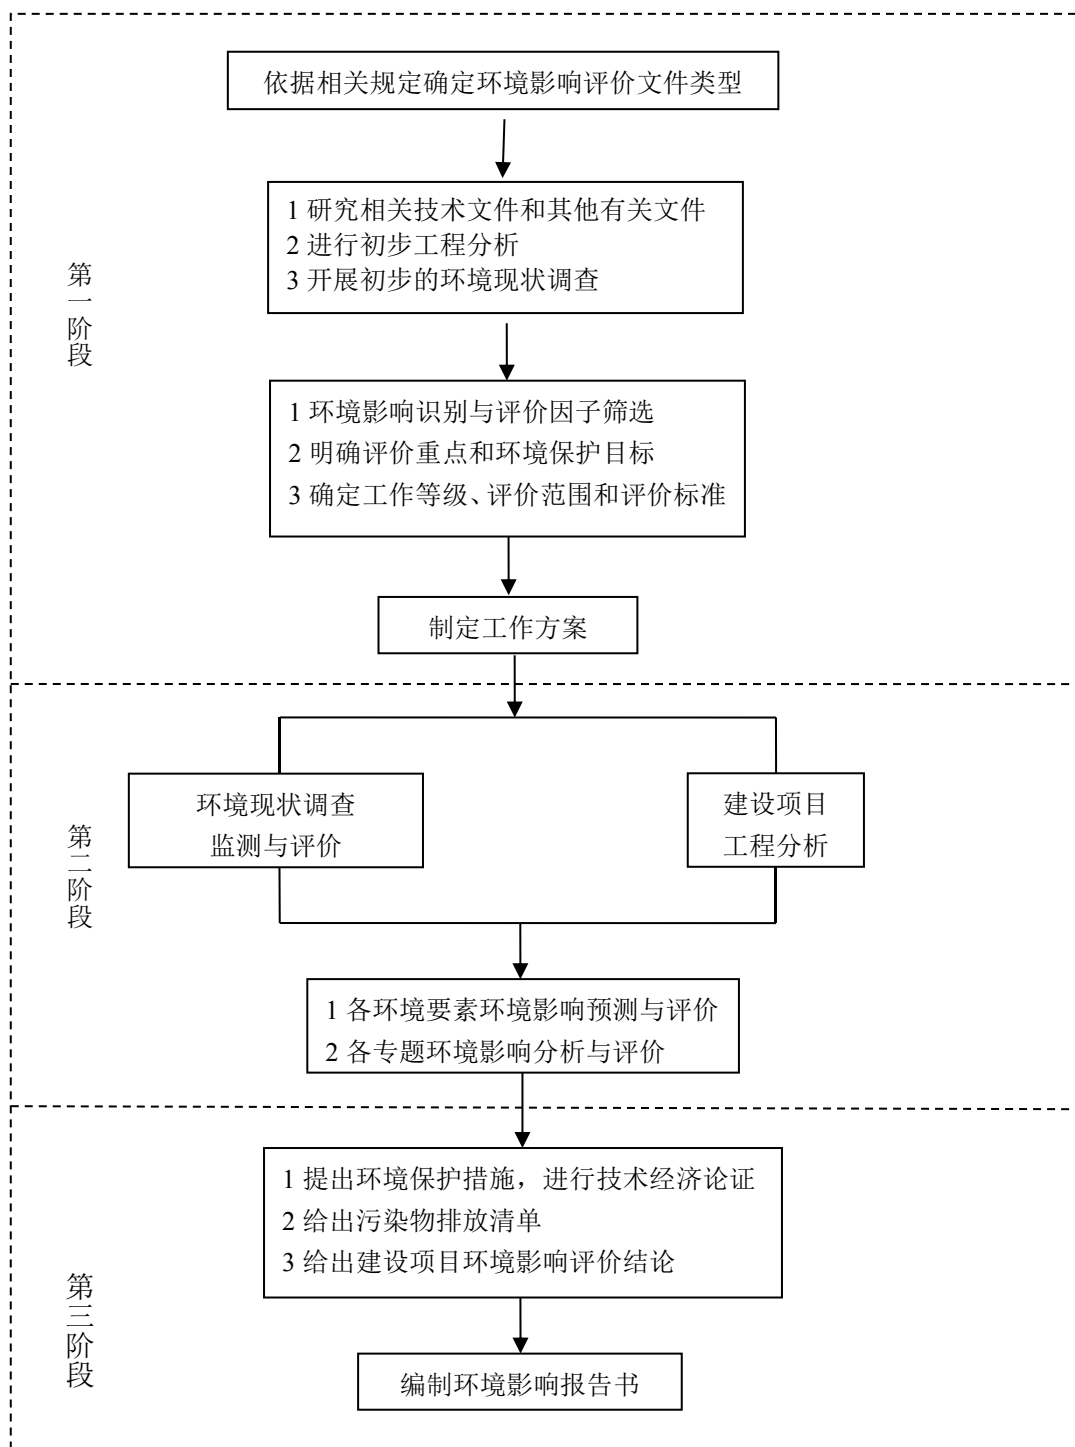 依据相关规定确定环境影响评价文件类型
1 研究相关技术文件和其他有关文件
2 进行初步工程分析
3 开展初步的环境现状调查
第一阶段
1 环境影响识别与评价因子筛选
2 明确评价重点和环境保护目标
3 确定工作等级、评价范围和评价标准
制定工作方案
环境现状调查
监测与评价
建设项目
工程分析
第二阶段
1 各环境要素环境影响预测与评价
2 各专题环境影响分析与评价
1 提出环境保护措施，进行技术经济论证
2 给出污染物排放清单
3 给出建设项目环境影响评价结论
第三阶段
编制环境影响报告书